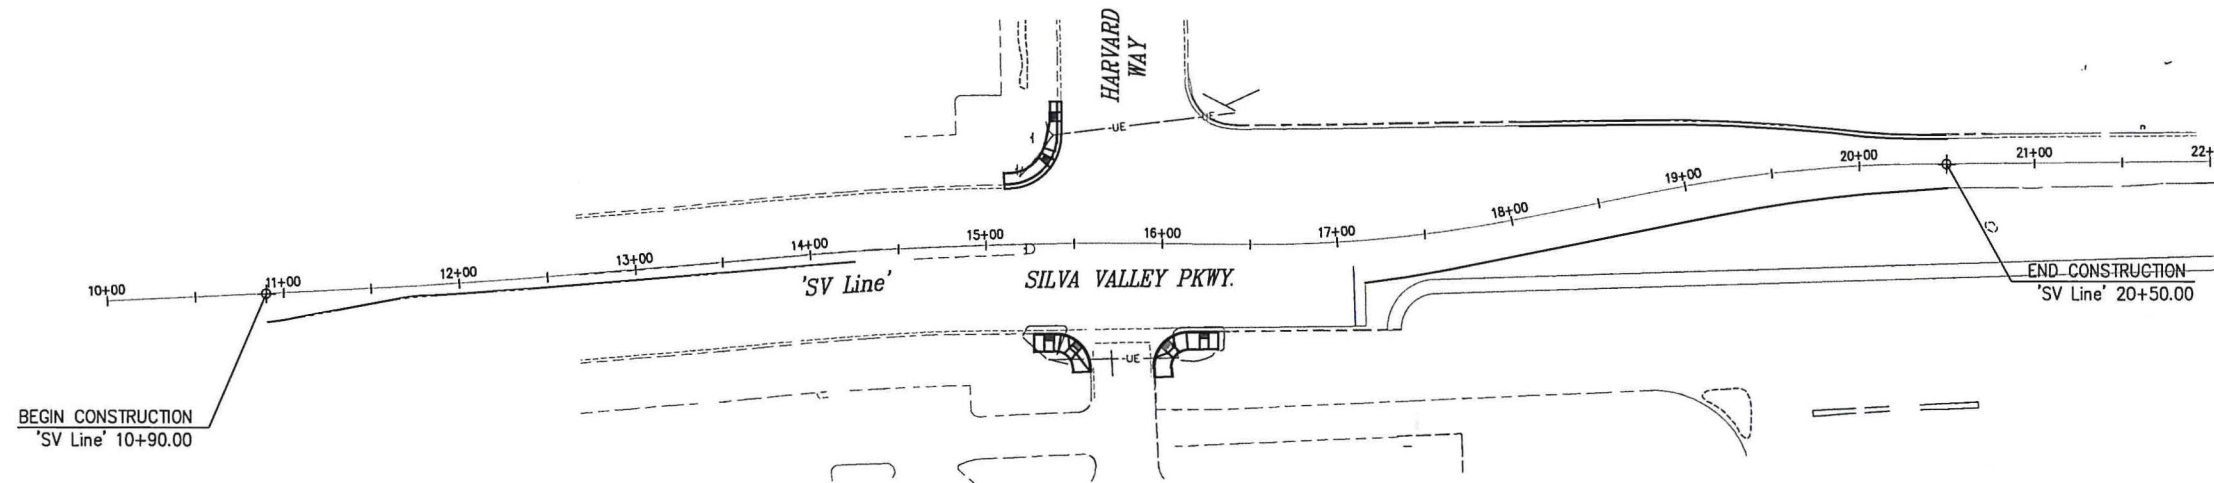 HARVARD
WAY
-UE
UE
10+00
11+00
12+00
13+00
14+00
15+00
16+00
17+00
18+00
19+00
20+00
21+00
22+
'SV Line'
SILVA VALLEY PKWY.
-UE
BEGIN CONSTRUCTION
'SV Line' 10+90.00
END CONSTRUCTION
'SV Line' 20+50.00